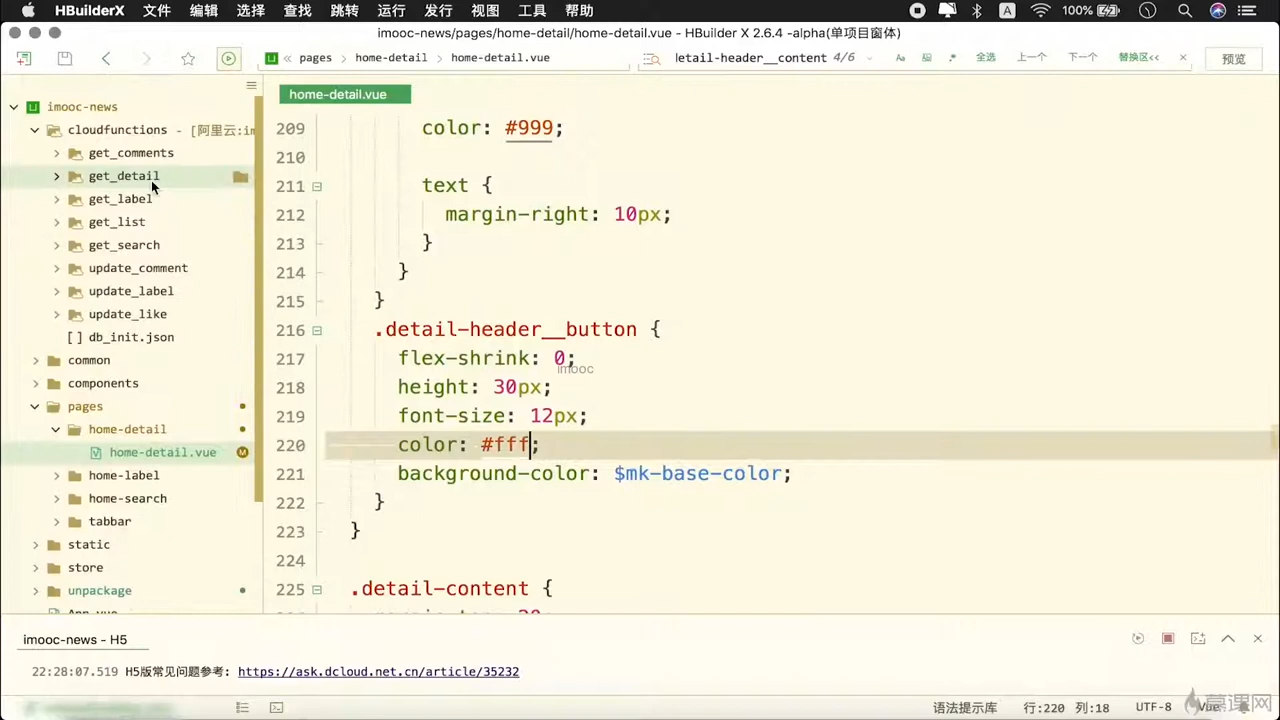 HBuilderX 文件 编辑 选择 查找 跳转 运行 发行 视图 工具 帮助 100%
imooc-news/pages/home-detail/home-detail.vue - HBuilder X 2.6.4 -alpha(单项目窗体)
pages home-detail home-detail.vue etail-header__content 4/6 Aa .* 全选 上一个 下一个 替换区<< 预览
imooc-news
cloudfunctions - [阿里云:im
get_comments
get_detail
get_label
get_list
get_search
update_comment
update_label
update_like
[ ] db_init.json
common
components
pages
home-detail
home-detail.vue M
home-label
home-search
tabbar
static
store
unpackage
App.vue
home-detail.vue
209 color: #999;
210
211 text {
212 margin-right: 10px;
213 }
214 }
215 }
216 .detail-header__button {
217 flex-shrink: 0;
imooc
218 height: 30px;
219 font-size: 12px;
220 color: #fff;
221 background-color: $mk-base-color;
222 }
223 }
224
225 .detail-content {
imooc-news - H5
22:28:07.519 H5版常见问题参考: https://ask.dcloud.net.cn/article/35232
语法提示库 行:220 列:18 UTF-8 Vue
慕课网